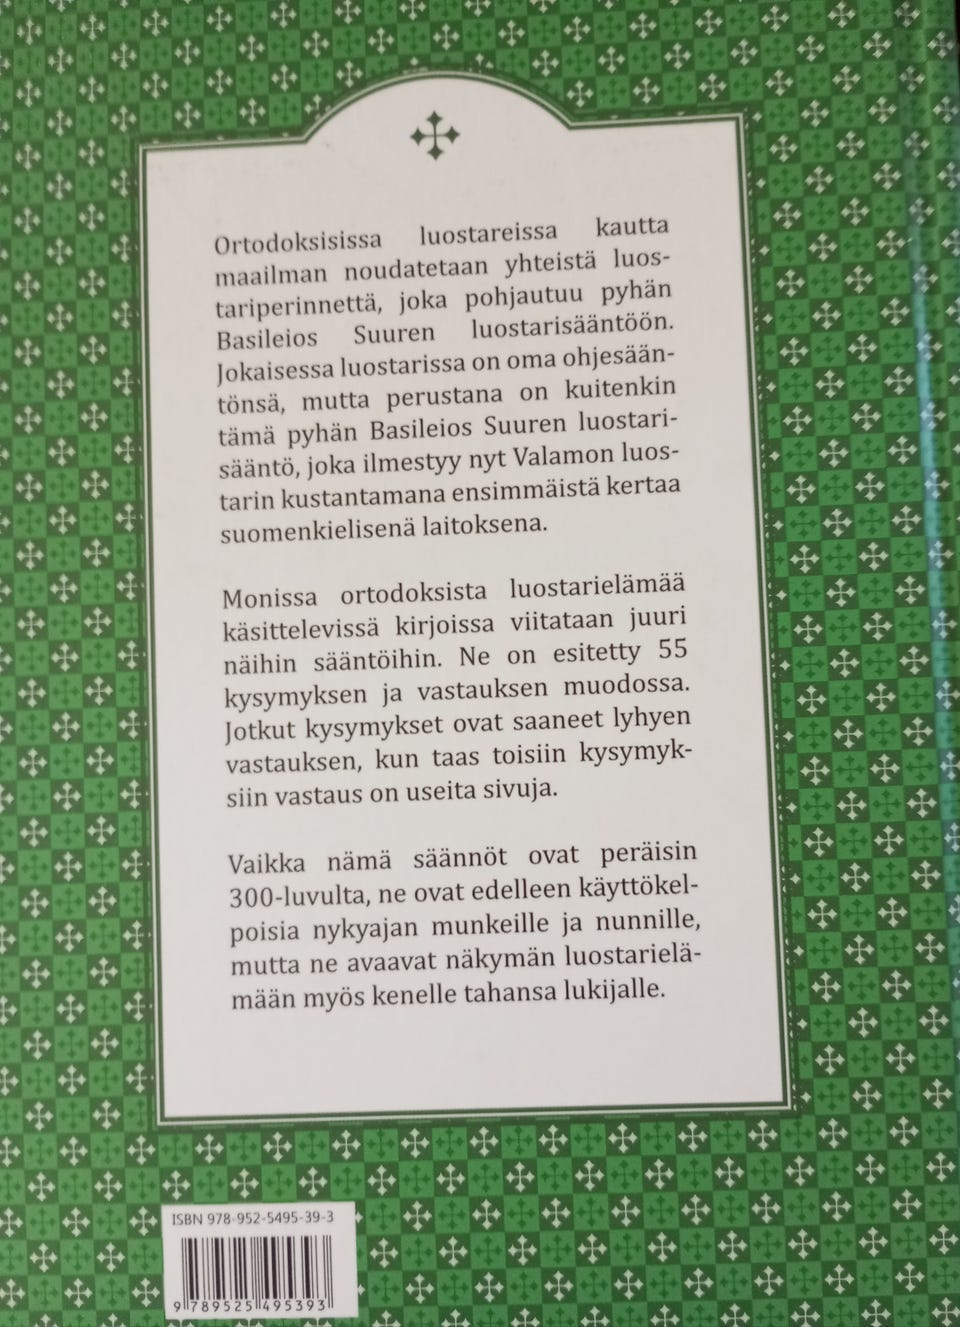 Ortodoksisissa luostareissa kautta
maailman noudatetaan yhteistä luos-
tariperinnettä, joka pohjautuu pyhän
Basileios Suuren luostarisääntöön.
Jokaisessa luostarissa on oma ohjesään-
tönsä, mutta perustana on kuitenkin
tämä pyhän Basileios Suuren luostari-
sääntö, joka ilmestyy nyt Valamon luos-
tarin kustantamana ensimmäistä kertaa
suomenkielisenä laitoksena.
Monissa ortodoksista luostarielämää
käsittelevissä kirjoissa viitataan juuri
näihin sääntöihin. Ne on esitetty 55
kysymyksen ja vastauksen muodossa.
Jotkut kysymykset ovat saaneet lyhyen
vastauksen, kun taas toisiin kysymyk-
siin vastaus on useita sivuja.
Vaikka nämä säännöt ovat peräisin
300-luvulta, ne ovat edelleen käyttökel-
poisia nykyajan munkeille ja nunnille,
mutta ne avaavat näkymän luostarielä-
mään myös kenelle tahansa lukijalle.
ISBN 978-952-5495-39-3
9 789525 495393